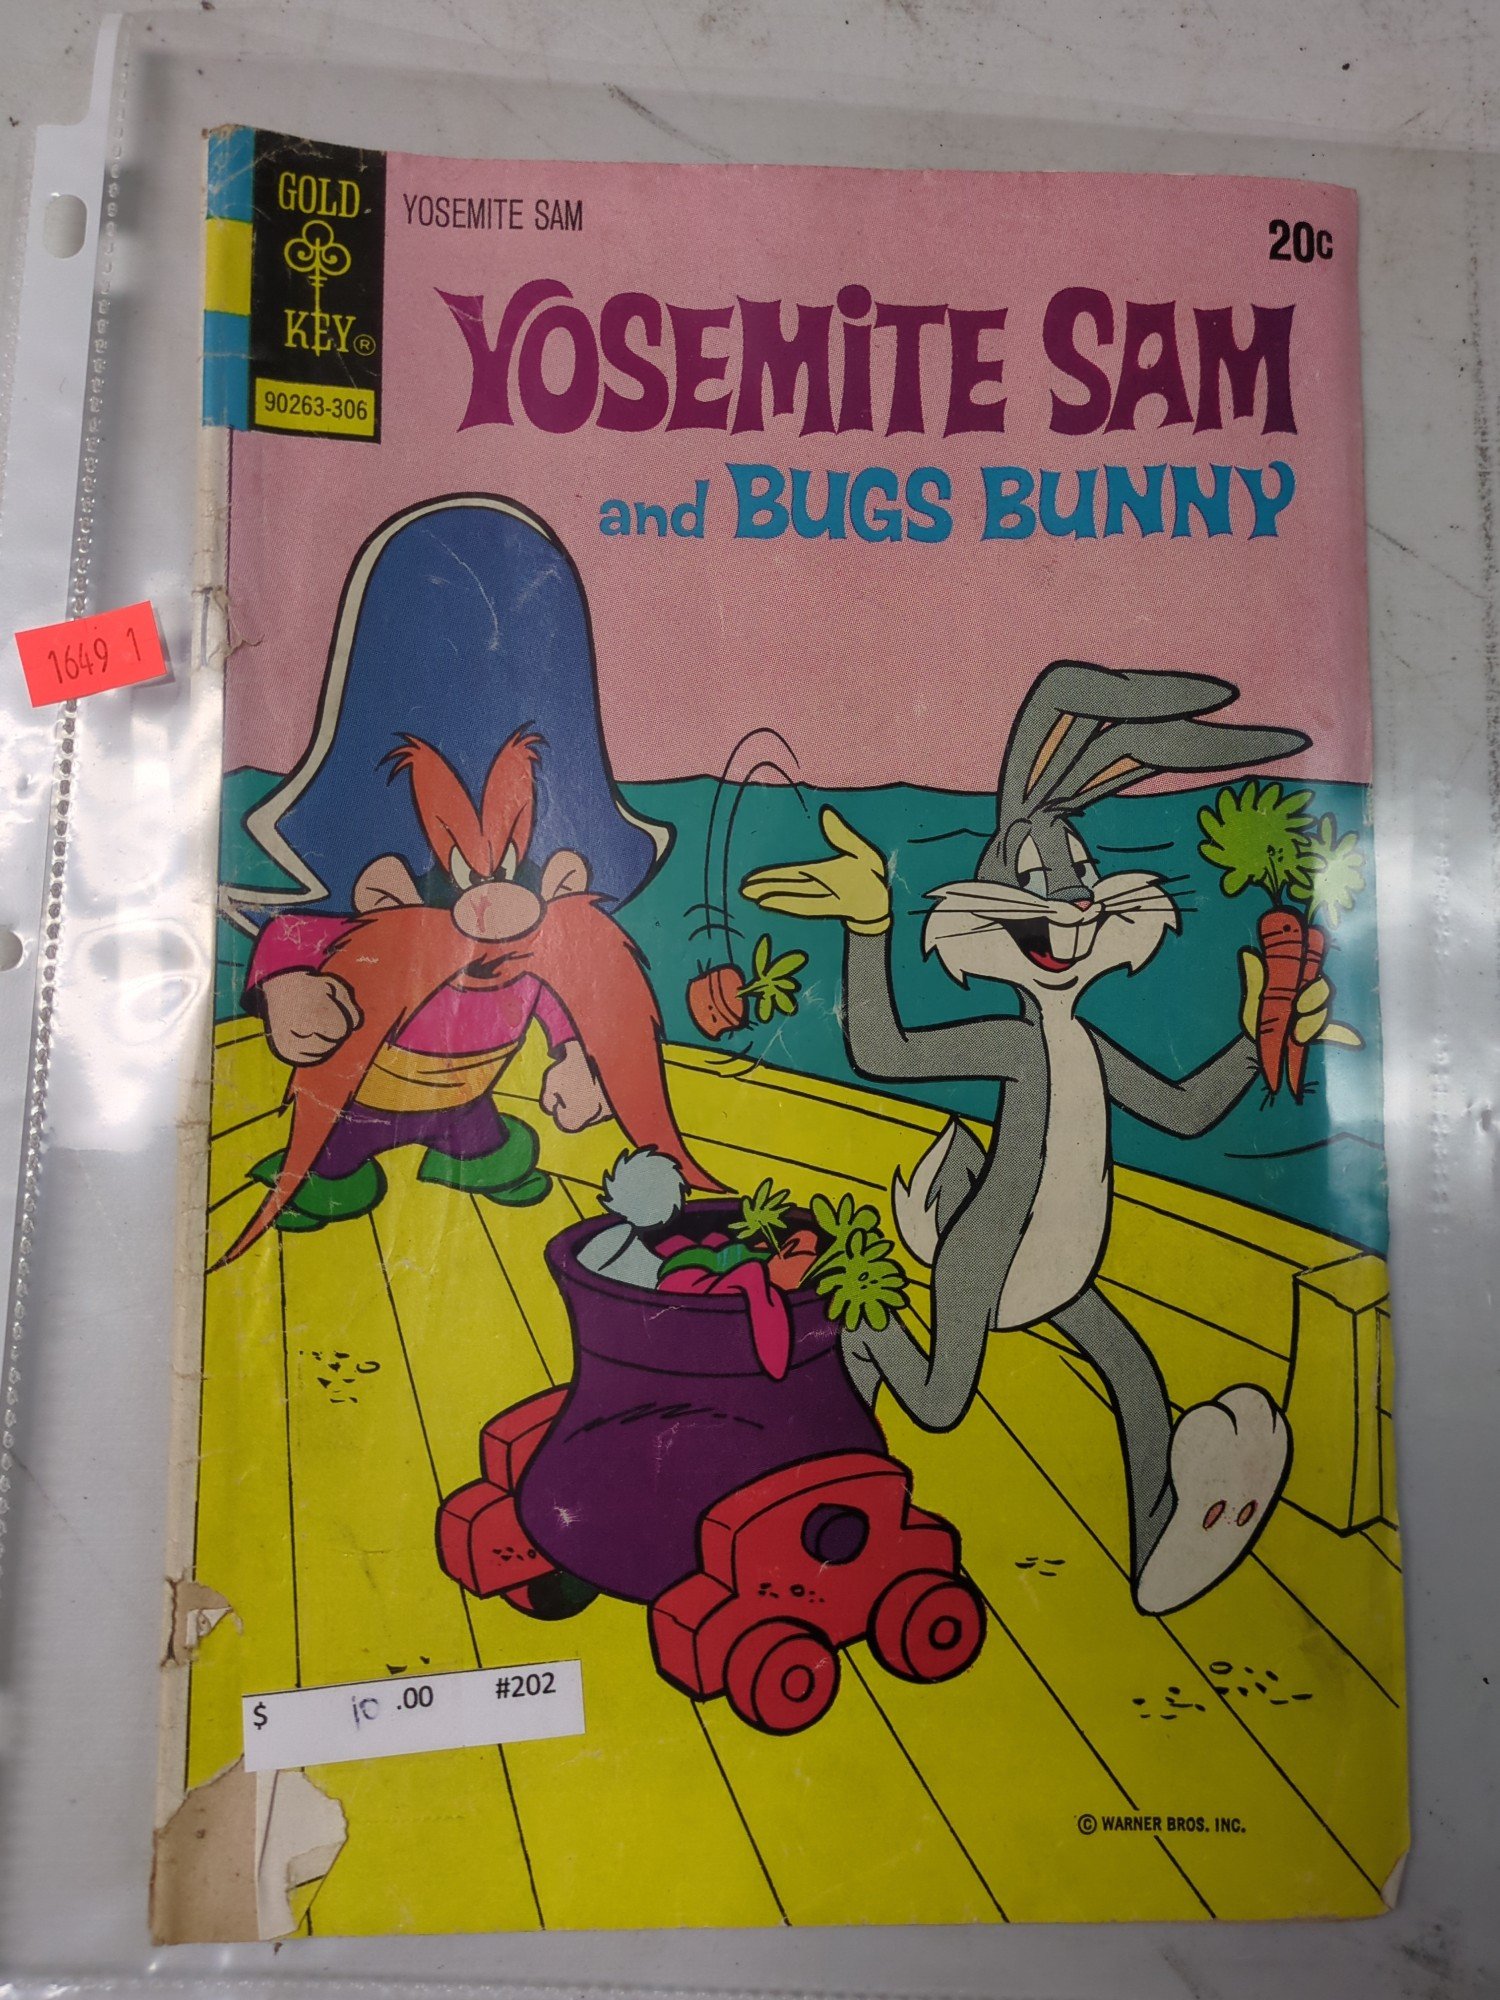 GOLD
KEY®
90263-306
YOSEMITE SAM
20c
YOSEMiTE SAM
and BUGS BUNNY
1649 1
$ 10 .00 #202
© WARNER BROS. INC.